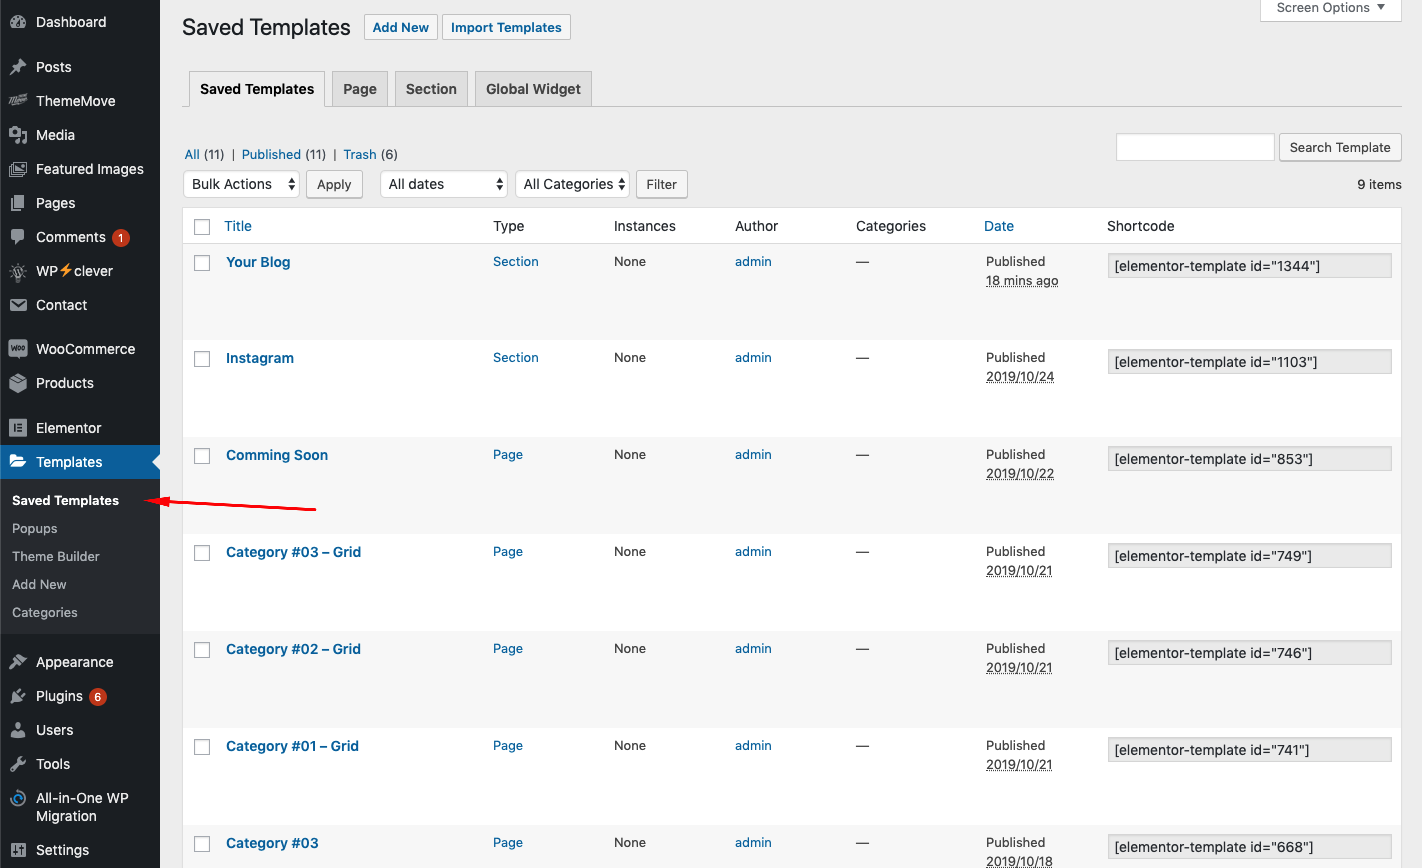 Dashboard
Posts
ThemeMove
Media
Featured Images
Pages
Comments 1
WP⚡clever
Contact
WooCommerce
Products
Elementor
Templates
Saved Templates
Popups
Theme Builder
Add New
Categories
Appearance
Plugins 6
Users
Tools
All-in-One WP
Migration
Settings
Screen Options ▼
Saved Templates Add New Import Templates
Saved Templates Page Section Global Widget
All (11) | Published (11) | Trash (6)
Search Template
Bulk Actions Apply All dates All Categories Filter
9 items
Title Type Instances Author Categories Date Shortcode
Your Blog Section None admin — Published [elementor-template id="1344"]
18 mins ago
Instagram Section None admin — Published [elementor-template id="1103"]
2019/10/24
Comming Soon Page None admin — Published [elementor-template id="853"]
2019/10/22
Category #03 – Grid Page None admin — Published [elementor-template id="749"]
2019/10/21
Category #02 – Grid Page None admin — Published [elementor-template id="746"]
2019/10/21
Category #01 – Grid Page None admin — Published [elementor-template id="741"]
2019/10/21
Category #03 Page None admin — Published [elementor-template id="668"]
2019/10/18